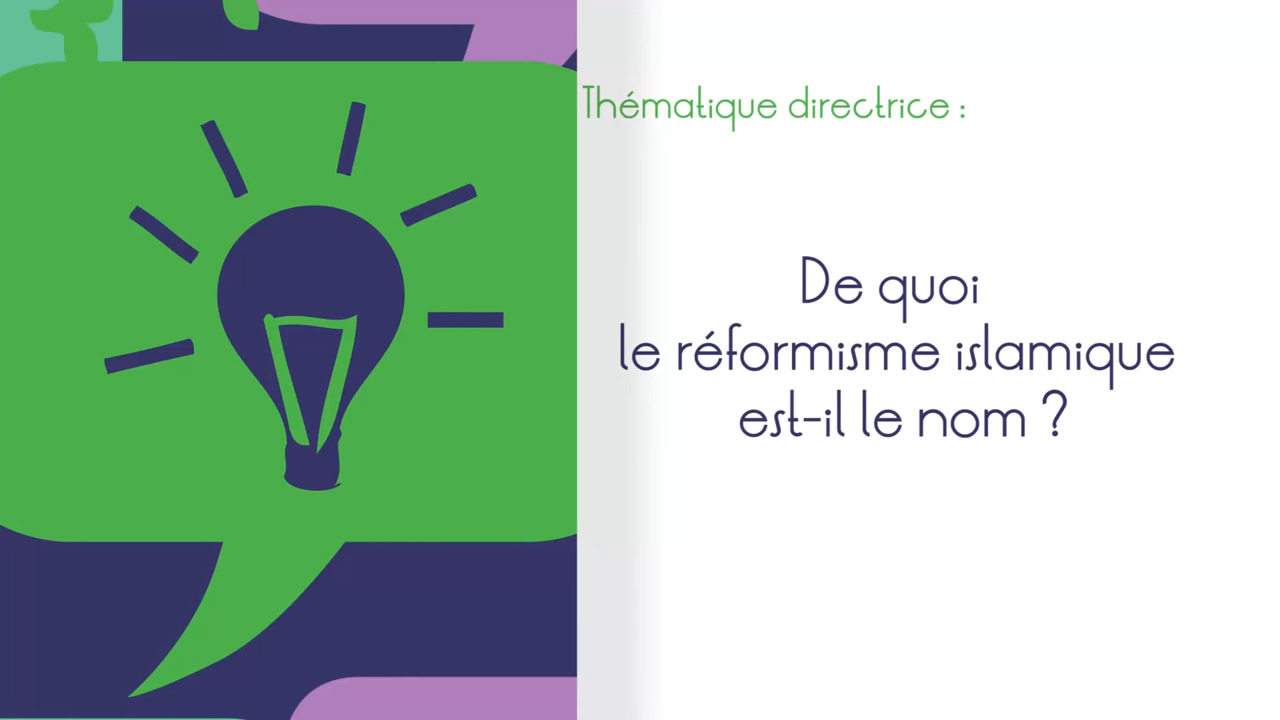 Thématique directrice :
De quoi
le réformisme islamique
est-il le nom ?